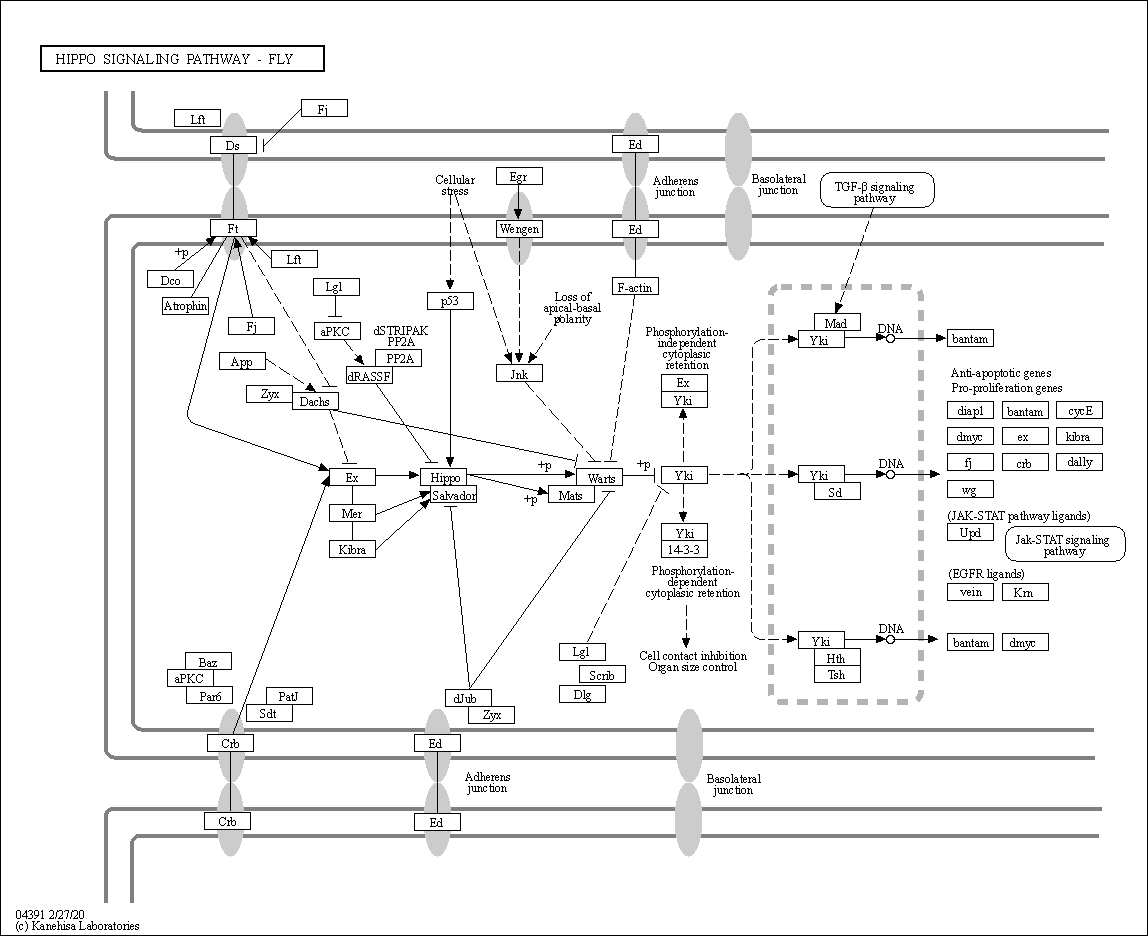 HIPPO SIGNALING PATHWAY - FLY
Lft
Fj
Ds
Ed
Cellular
stress
Egr
Adherens
junction
Basolateral
junction
TGF-β signaling
pathway
Ft
Wengen
Ed
+p
Lft
Dco
Atrophin
Lgl
p53
F-actin
Loss of
apical-basal
polarity
Fj
aPKC
dSTRIPAK
PP2A
PP2A
dRASSF
App
Zyx
Dachs
Jnk
Phosphorylation-
independent
cytoplasic
retention
Ex
Yki
Mad
Yki
DNA
bantam
Anti-apoptotic genes
Pro-proliferation genes
diap1
bantam
cycE
dmyc
ex
kibra
fj
crb
dally
wg
Ex
Hippo
Salvador
+p
+p
Warts
Mats
+p
Yki
Yki
Sd
DNA
Mer
Kibra
Yki
14-3-3
Phosphorylation-
dependent
cytoplasic retention
(JAK-STAT pathway ligands)
Upd
Jak-STAT signaling
pathway
(EGFR ligands)
vein
Krn
Cell contact inhibition
Organ size control
Yki
Hth
Tsh
DNA
bantam
dmyc
Lgl
Scrib
Dlg
Baz
aPKC
Par6
PatJ
Sdt
dJub
Zyx
Crb
Ed
Adherens
junction
Basolateral
junction
Crb
Ed
04391 2/27/20
(c) Kanehisa Laboratories